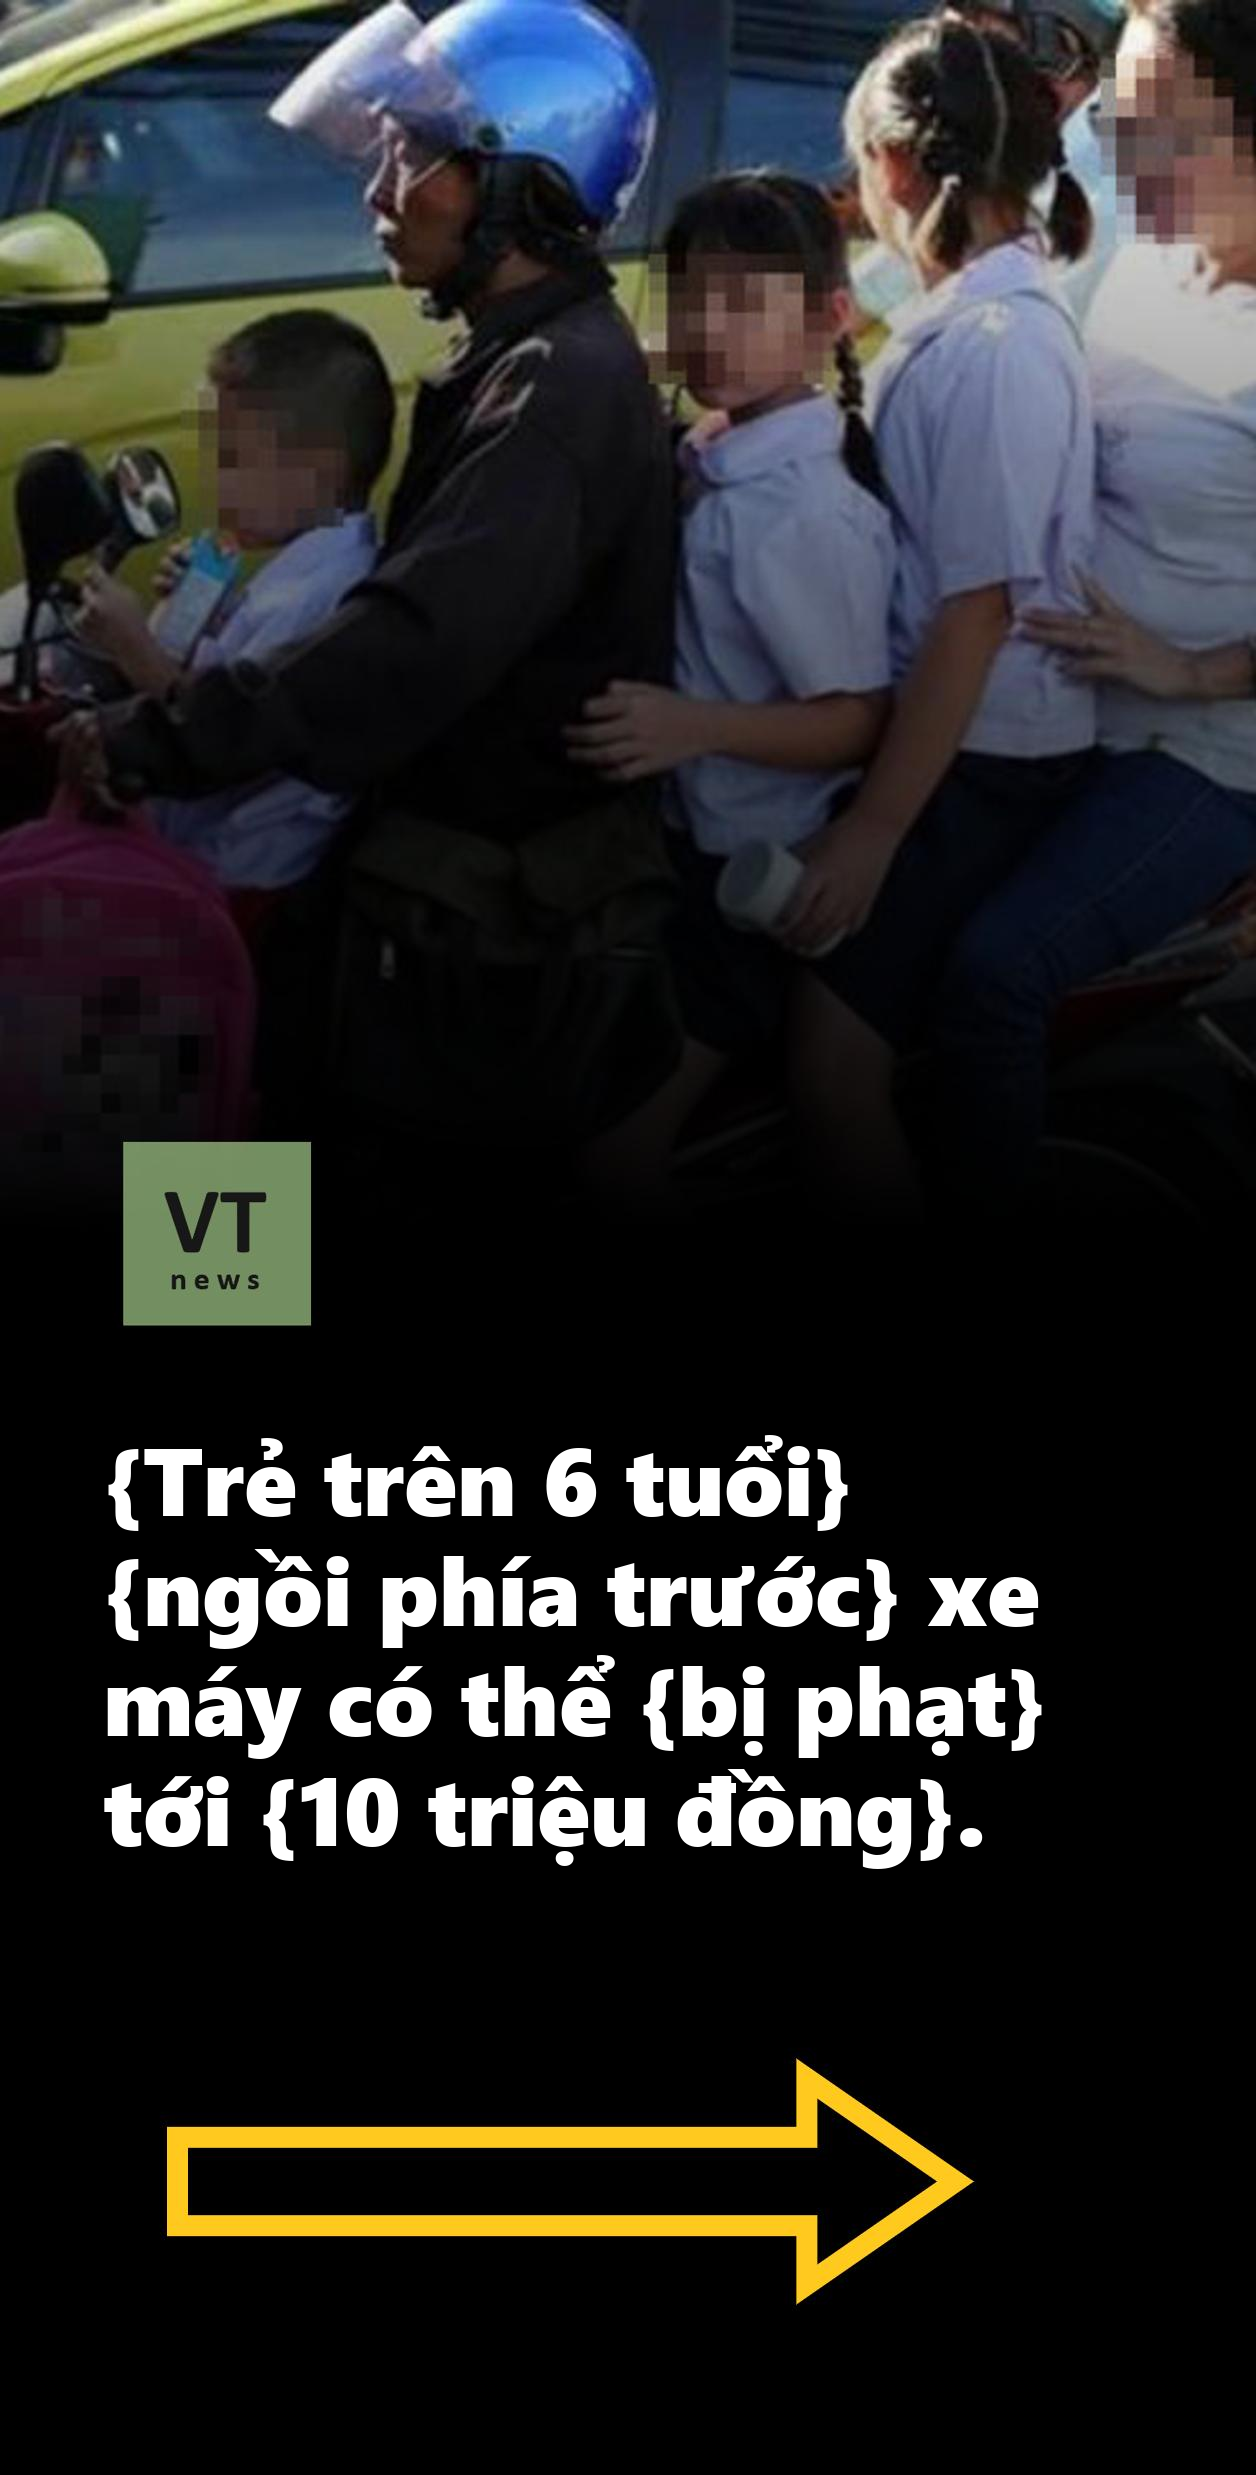 VT
news
{Trẻ trên 6 tuổi}
{ngồi phía trước} xe
máy có thể {bị phạt}
tới {10 triệu đồng}.